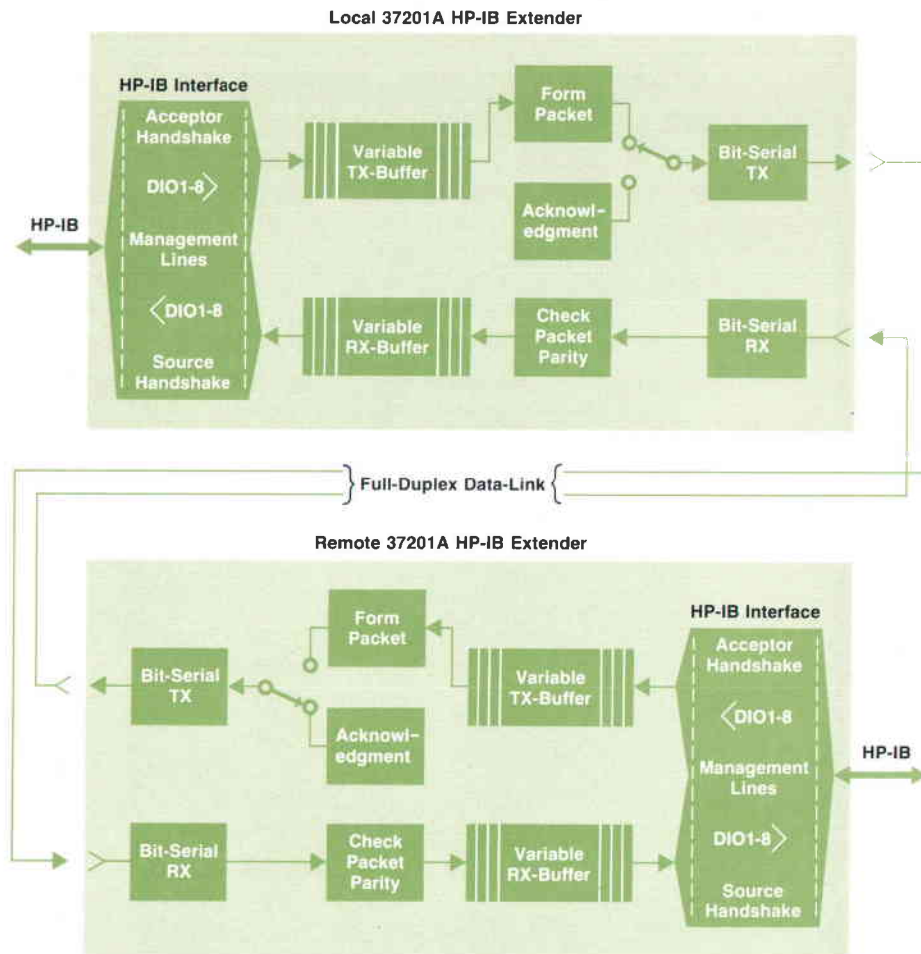 Local 37201A HP-IB Extender
HP-IB Interface
Acceptor
Handshake
DIO1-8
Management
Lines
DIO1-8
Source
Handshake
HP-IB
Variable
TX-Buffer
Form
Packet
Acknowl-
edgment
Bit-Serial
TX
Variable
RX-Buffer
Check
Packet
Parity
Bit-Serial
RX
Full-Duplex Data-Link
Remote 37201A HP-IB Extender
Bit-Serial
TX
Form
Packet
Acknowl-
edgment
Variable
TX-Buffer
HP-IB Interface
Acceptor
Handshake
DIO1-8
Management
Lines
DIO1-8
Source
Handshake
HP-IB
Bit-Serial
RX
Check
Packet
Parity
Variable
RX-Buffer